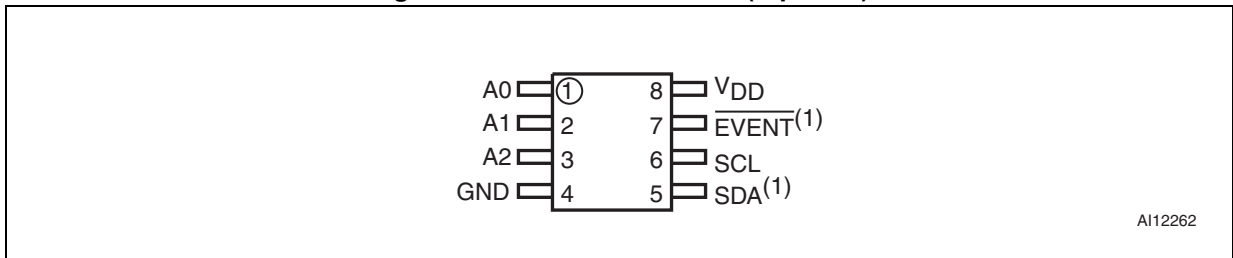 A0 1 8 VDD
A1 2 7 EVENT(1)
A2 3 6 SCL
GND 4 5 SDA(1)
AI12262